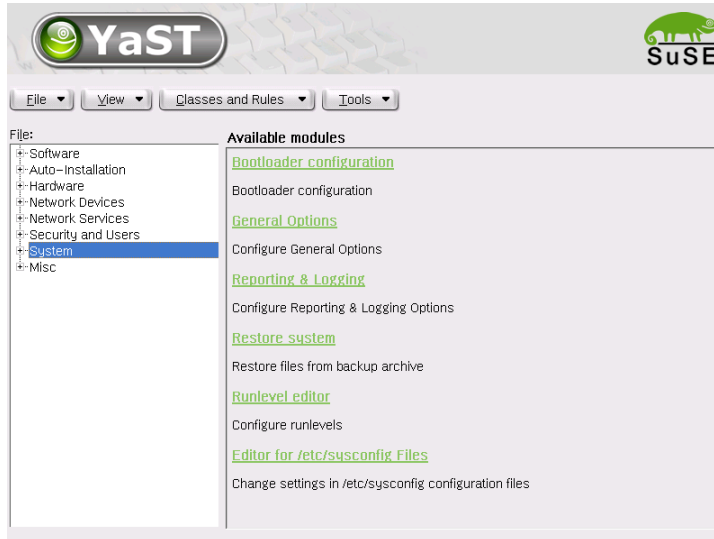 YaST
SuSE
File
View
Classes and Rules
Tools
File:
Software
Auto-Installation
Hardware
Network Devices
Network Services
Security and Users
System
Misc
Available modules
Bootloader configuration
Bootloader configuration
General Options
Configure General Options
Reporting & Logging
Configure Reporting & Logging Options
Restore system
Restore files from backup archive
Runlevel editor
Configure runlevels
Editor for /etc/sysconfig Files
Change settings in /etc/sysconfig configuration files